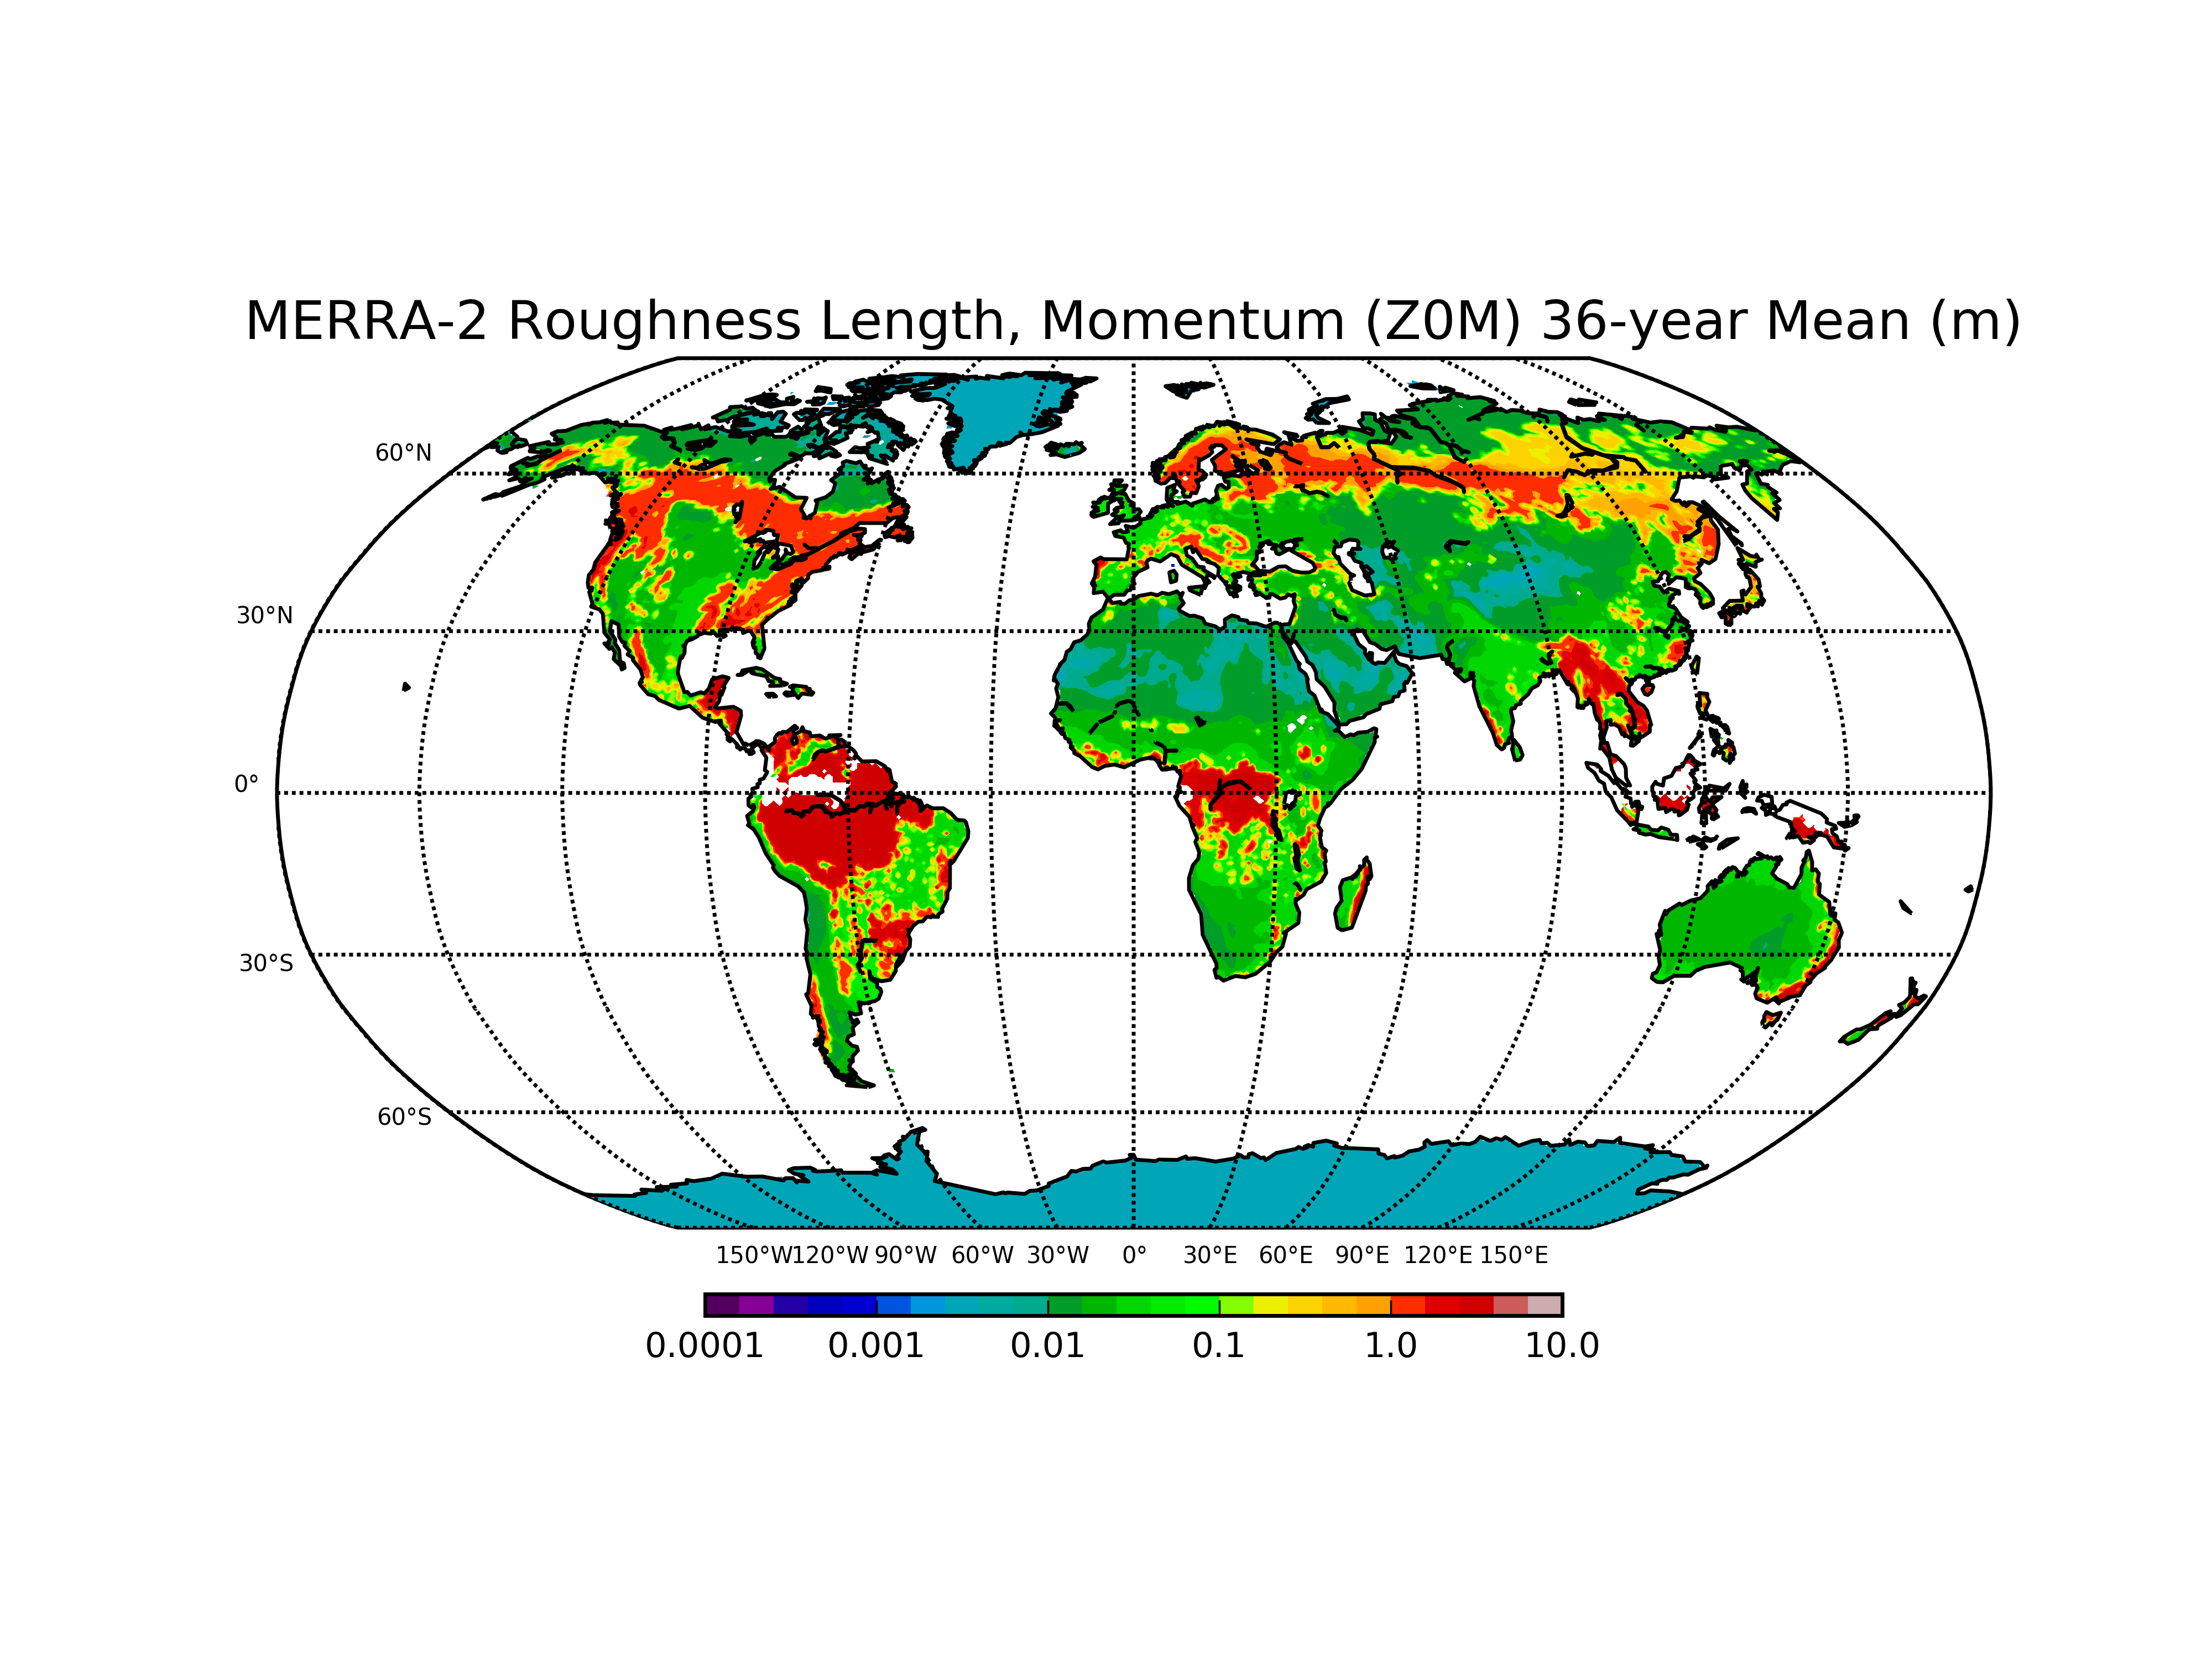 MERRA-2 Roughness Length, Momentum (Z0M) 36-year Mean (m)
60°N
30°N
0°
30°S
60°S
150°W 120°W 90°W 60°W 30°W 0° 30°E 60°E 90°E 120°E 150°E
0.0001 0.001 0.01 0.1 1.0 10.0